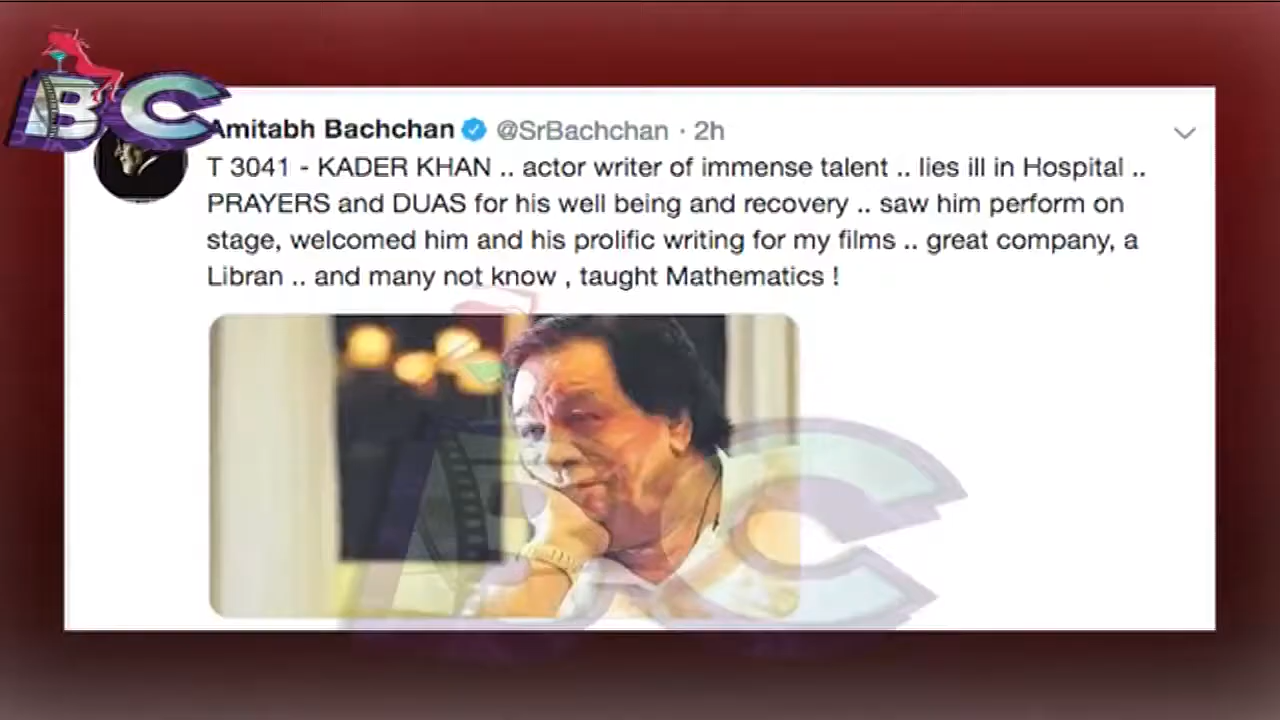 BC
Amitabh Bachchan @SrBachchan · 2h
T 3041 - KADER KHAN .. actor writer of immense talent .. lies ill in Hospital ..
PRAYERS and DUAS for his well being and recovery .. saw him perform on
stage, welcomed him and his prolific writing for my films .. great company, a
Libran .. and many not know , taught Mathematics !
BC